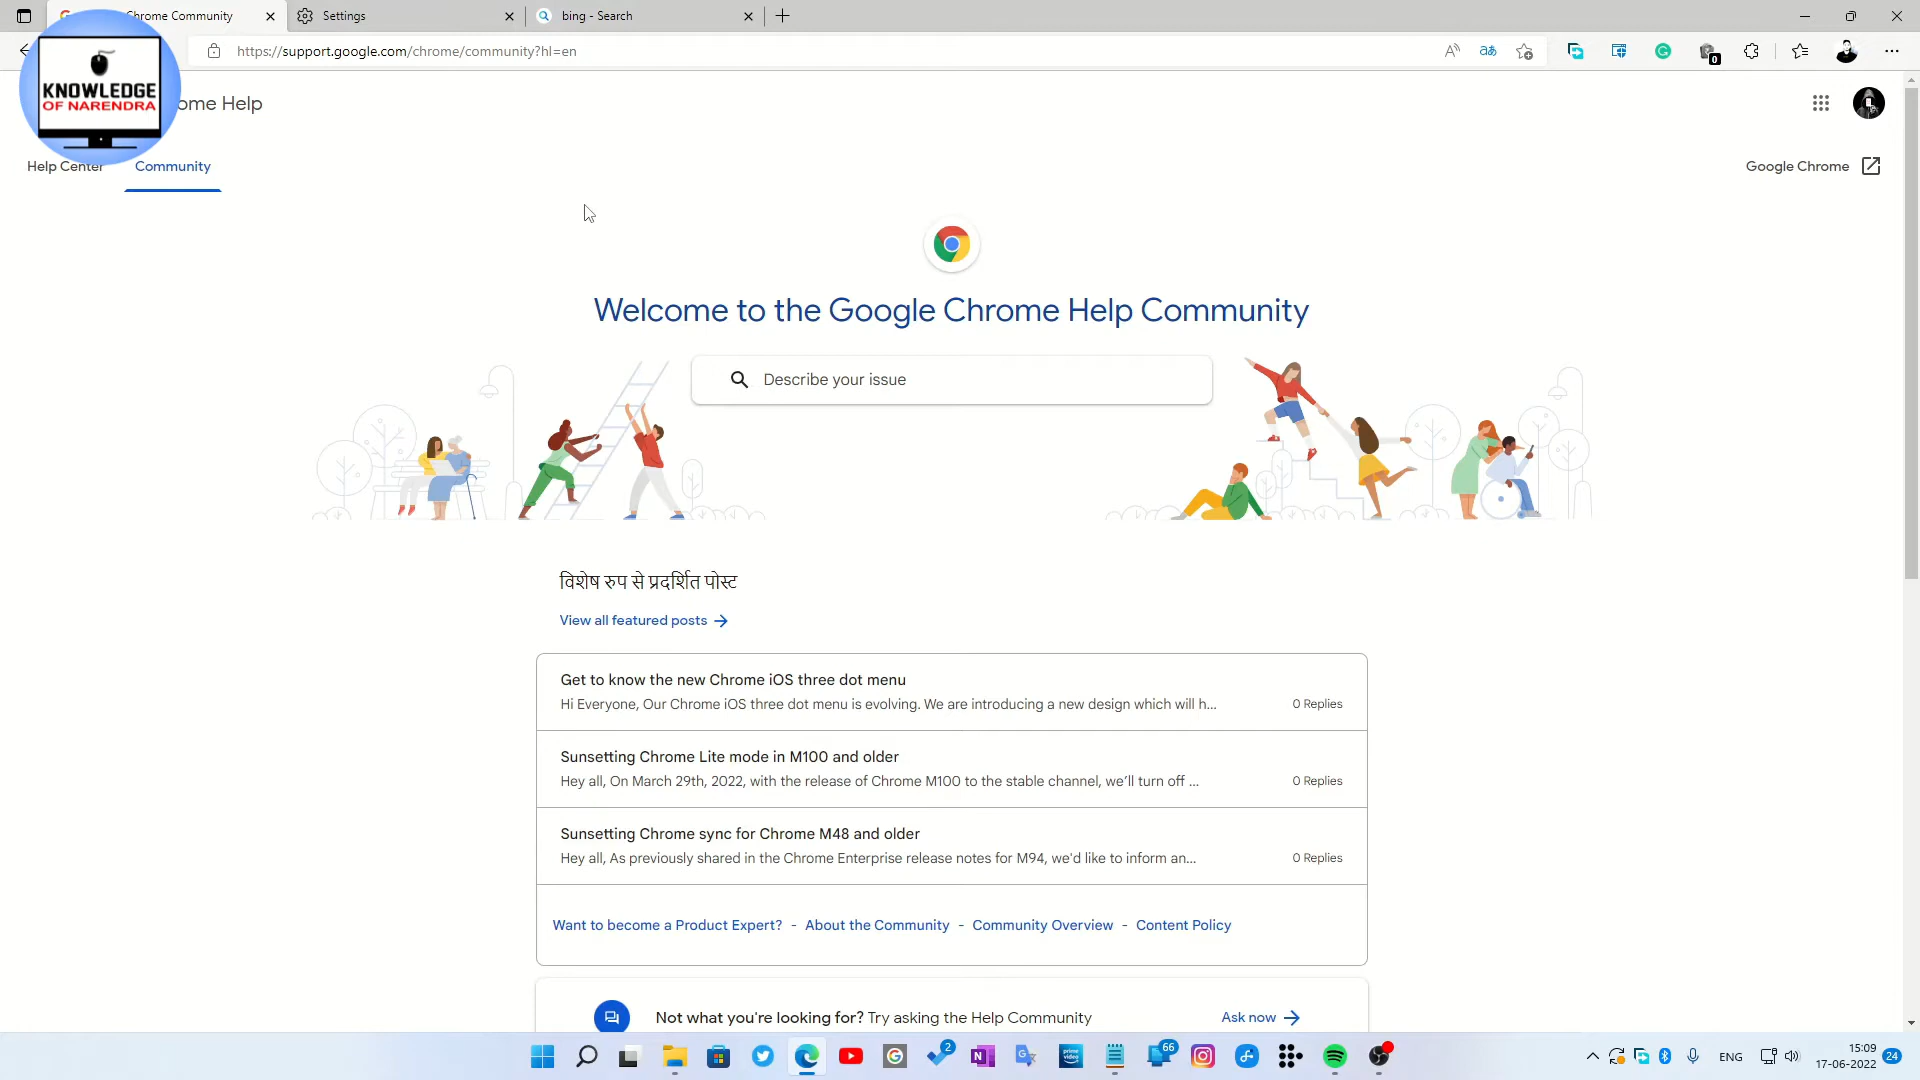 Chrome Community
Settings
bing - Search
https://support.google.com/chrome/community?hl=en
KNOWLEDGE
OF NARENDRA
ome Help
Help Center
Community
Google Chrome
Welcome to the Google Chrome Help Community
Describe your issue
विशेष रुप से प्रदर्शित पोस्ट
View all featured posts
Get to know the new Chrome iOS three dot menu
Hi Everyone, Our Chrome iOS three dot menu is evolving. We are introducing a new design which will h...
0 Replies
Sunsetting Chrome Lite mode in M100 and older
Hey all, On March 29th, 2022, with the release of Chrome M100 to the stable channel, we’ll turn off ...
0 Replies
Sunsetting Chrome sync for Chrome M48 and older
Hey all, As previously shared in the Chrome Enterprise release notes for M94, we'd like to inform an...
0 Replies
Want to become a Product Expert? - About the Community - Community Overview - Content Policy
Not what you're looking for? Try asking the Help Community
Ask now
2
66
ENG
15:09
17-06-2022
24